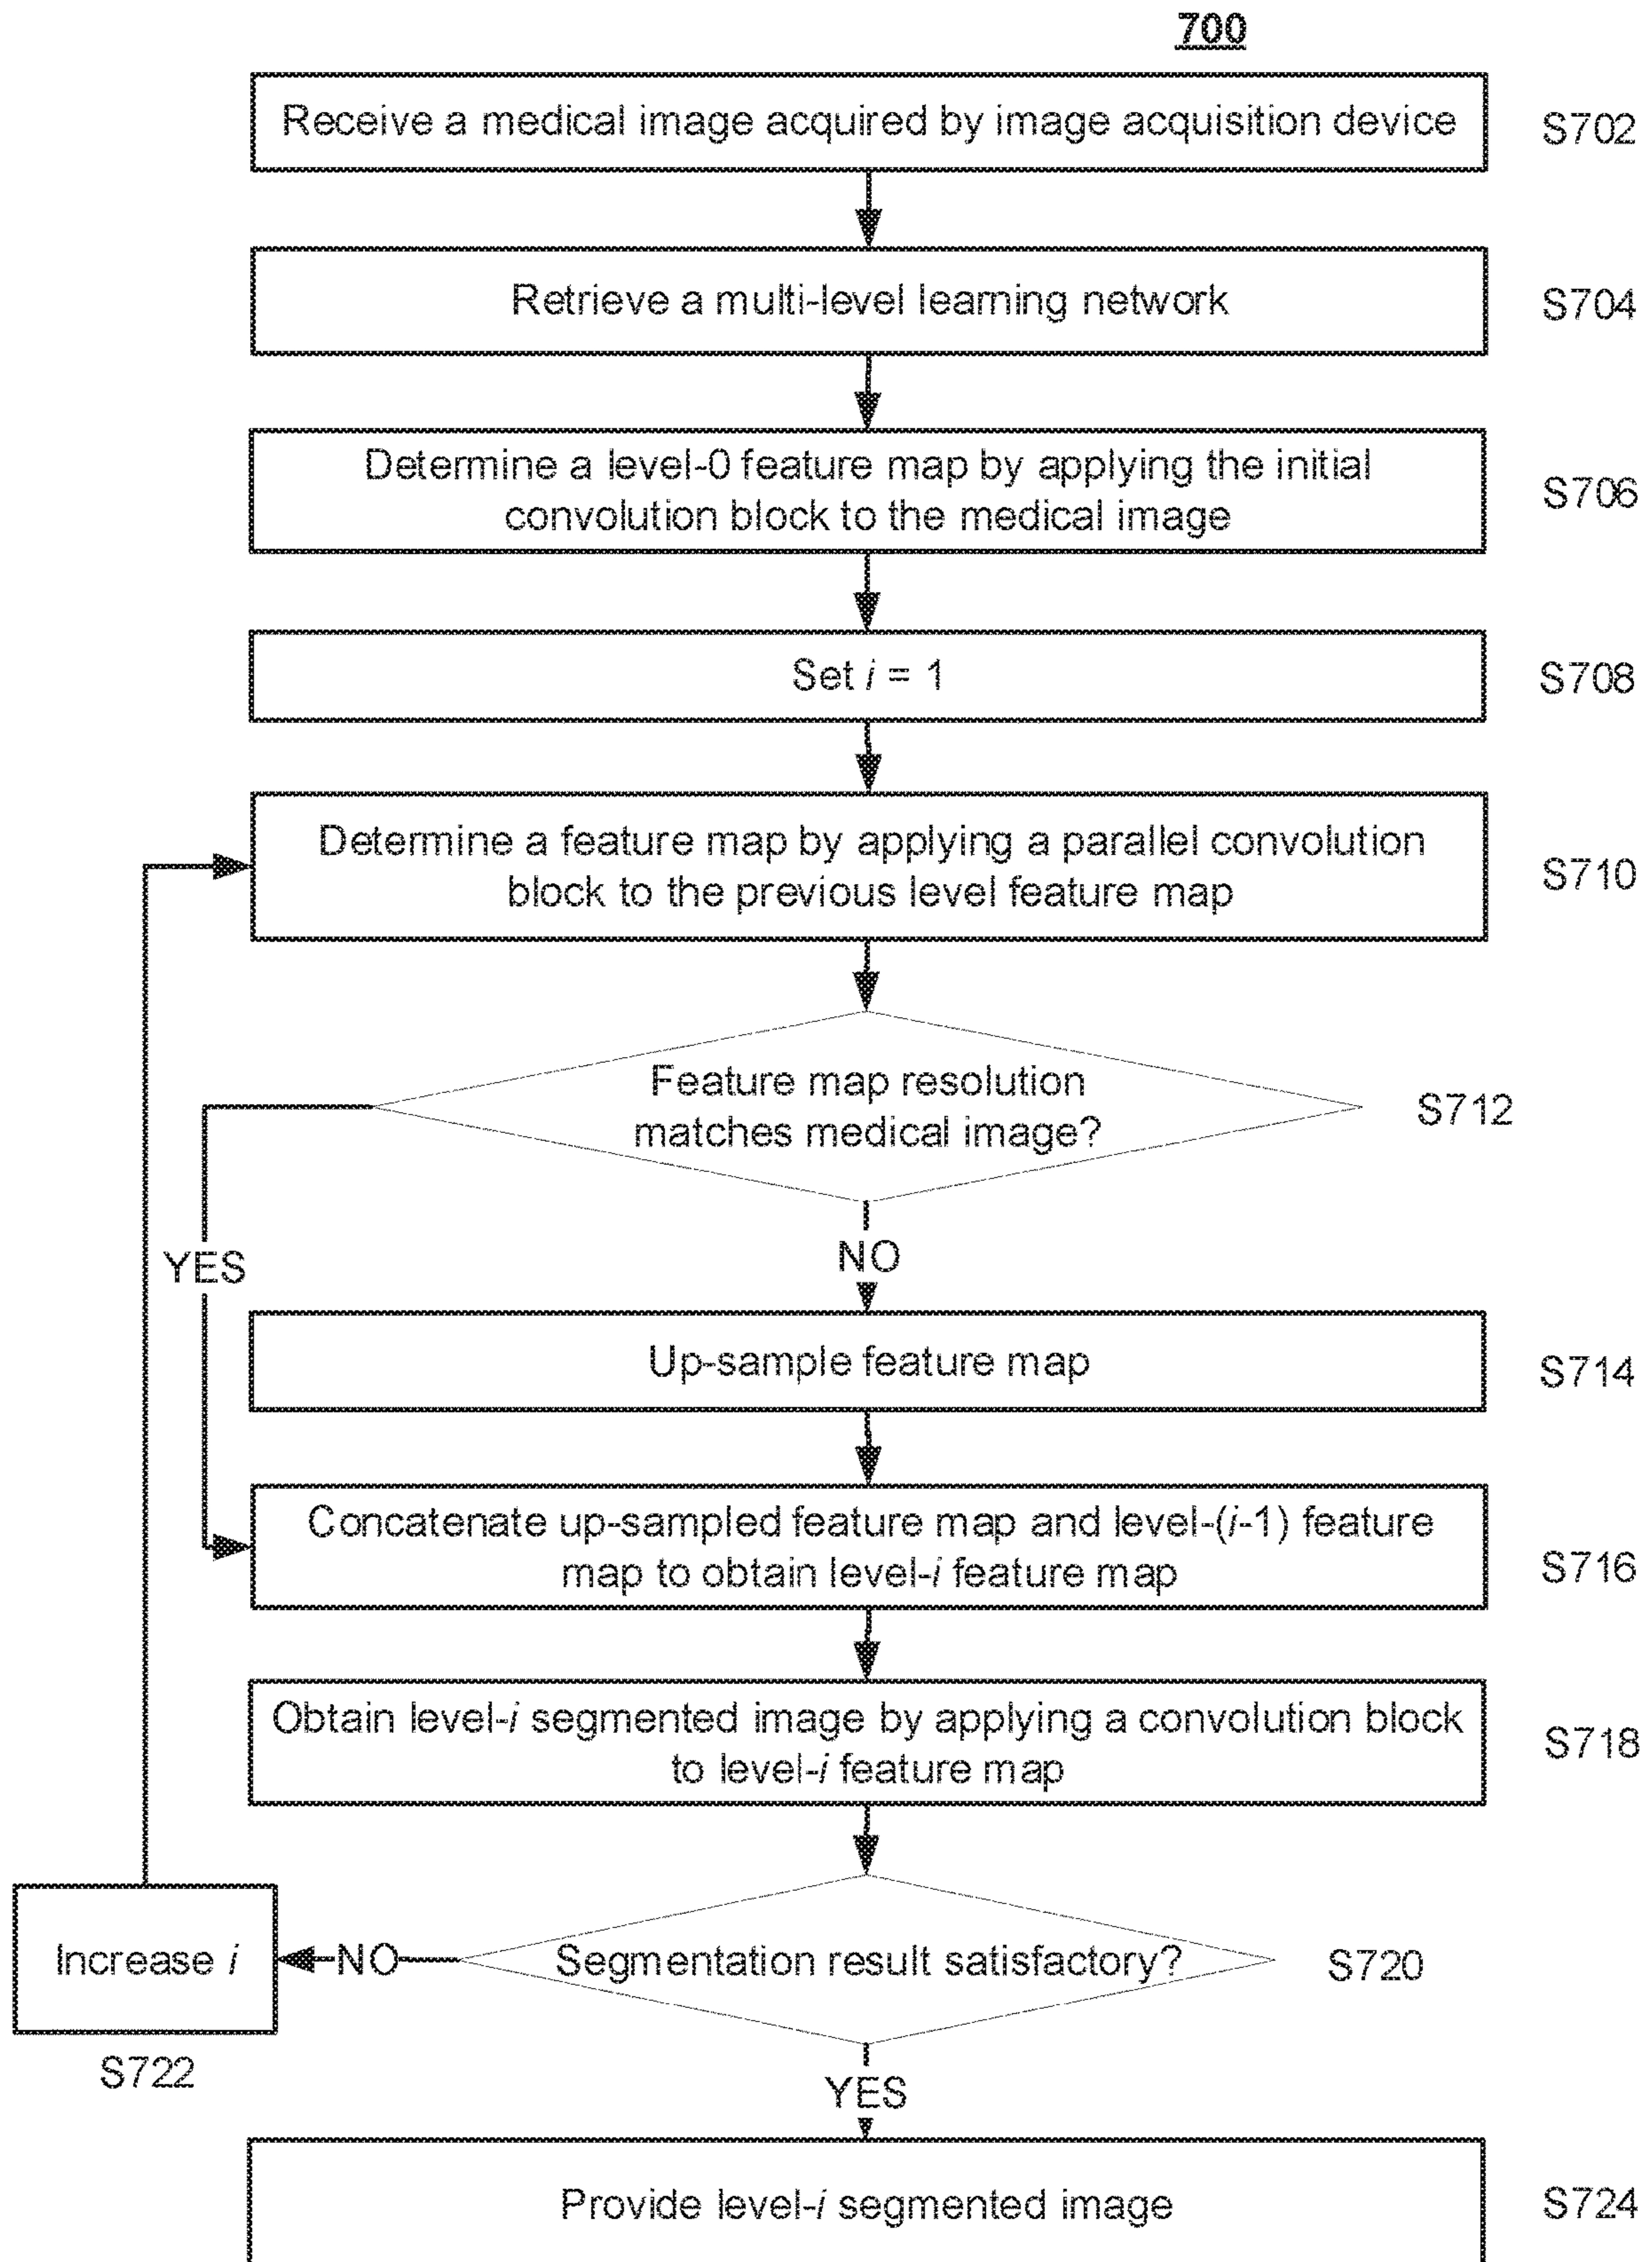 700
Receive a medical image acquired by image acquisition device
S702
Retrieve a multi-level learning network
S704
Determine a level-0 feature map by applying the initial
convolution block to the medical image
S706
Set i = 1
S708
Determine a feature map by applying a parallel convolution
block to the previous level feature map
S710
Feature map resolution
matches medical image?
S712
YES
NO
Up-sample feature map
S714
Concatenate up-sampled feature map and level-(i-1) feature
map to obtain level-i feature map
S716
Obtain level-i segmented image by applying a convolution block
to level-i feature map
S718
Increase i
NO
Segmentation result satisfactory?
S720
S722
YES
Provide level-i segmented image
S724